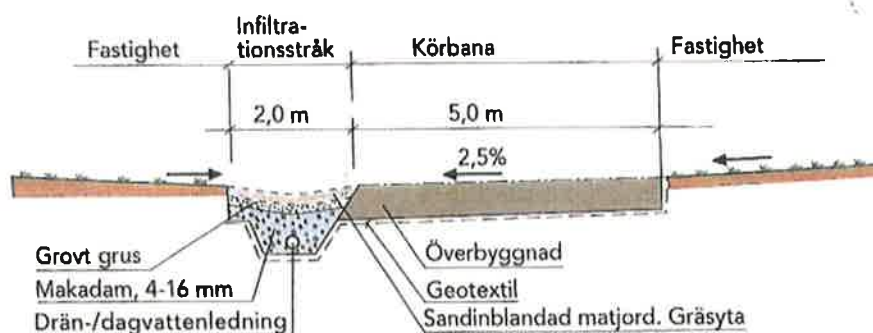 Fastighet
Infiltra-
tionsstråk
Körbana
Fastighet
2,0 m
5,0 m
2,5%
Grovt grus
Makadam, 4-16 mm
Drän-/dagvattenledning
Överbyggnad
Geotextil
Sandinblandad matjord. Gräsyta